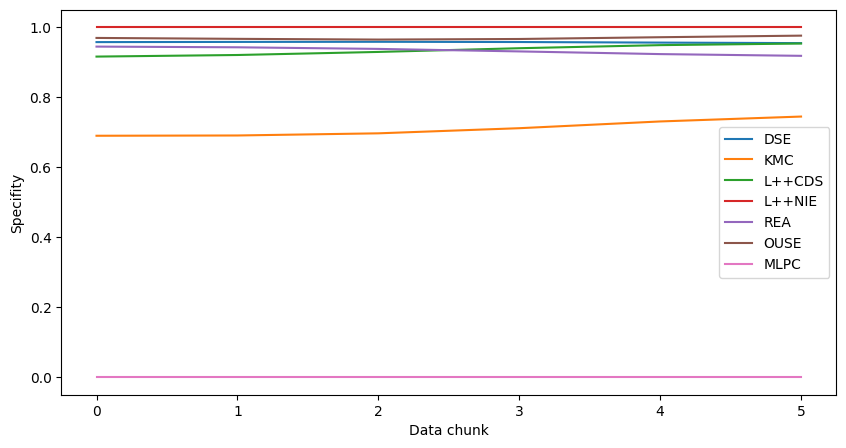 1.0
0.8
0.6
0.4
0.2
0.0
Specifity
0
1
2
3
4
5
Data chunk
DSE
KMC
L++CDS
L++NIE
REA
OUSE
MLPC